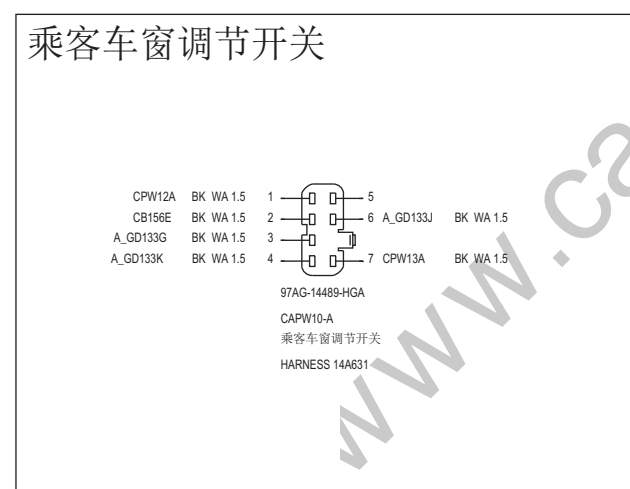 乘客车窗调节开关
CPW12A BK WA 1.5 1 5
CB156E BK WA 1.5 2 6 A_GD133J BK WA 1.5
A_GD133G BK WA 1.5 3
A_GD133K BK WA 1.5 4 7 CPW13A BK WA 1.5
97AG-14489-HGA
CAPW10-A
乘客车窗调节开关
HARNESS 14A631
www.ca